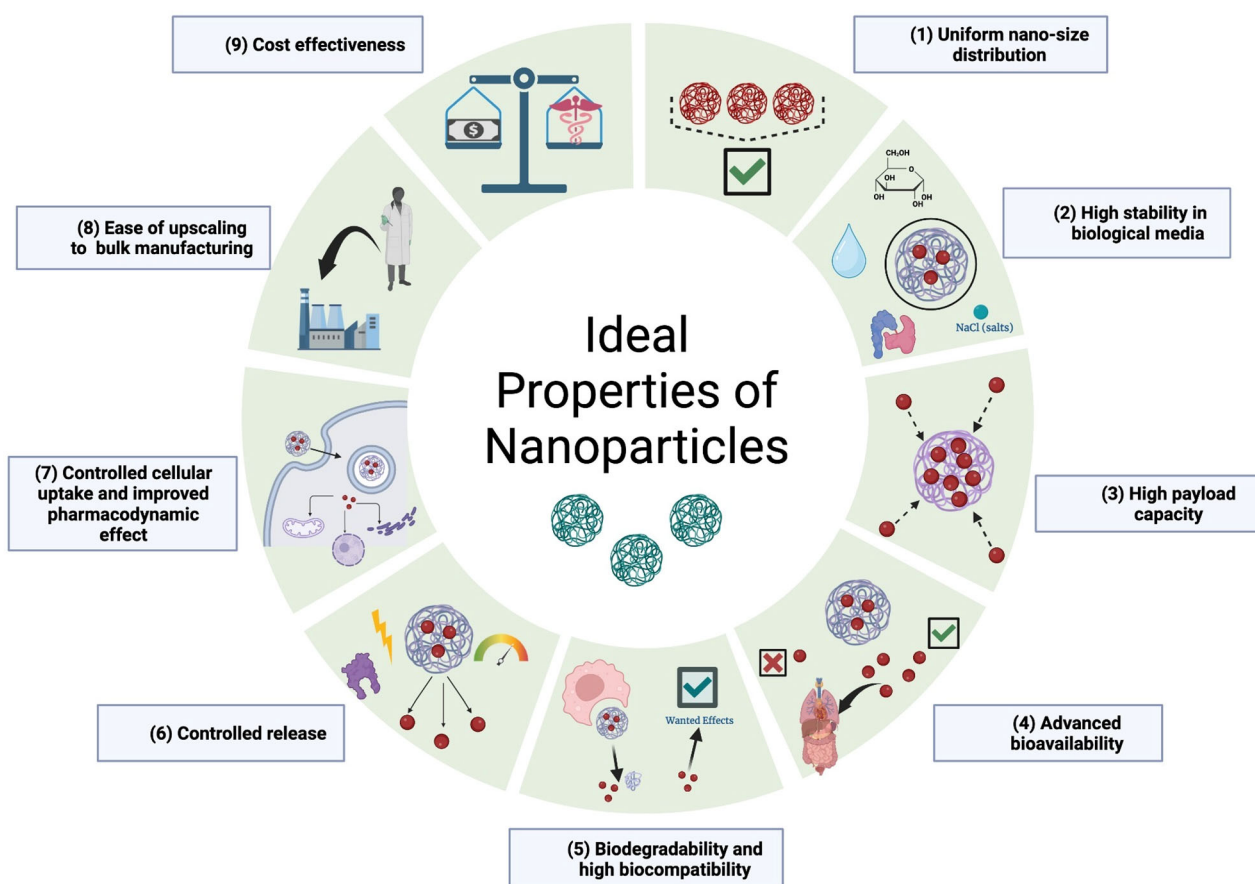 Ideal
Properties of
Nanoparticles
(1) Uniform nano-size
distribution
CH₂OH
O
OH
OH
OH
OH
NaCl (salts)
(2) High stability in
biological media
(3) High payload
capacity
(4) Advanced
bioavailability
Wanted Effects
(5) Biodegradability and
high biocompatibility
(6) Controlled release
(7) Controlled cellular
uptake and improved
pharmacodynamic
effect
(8) Ease of upscaling
to bulk manufacturing
$
(9) Cost effectiveness